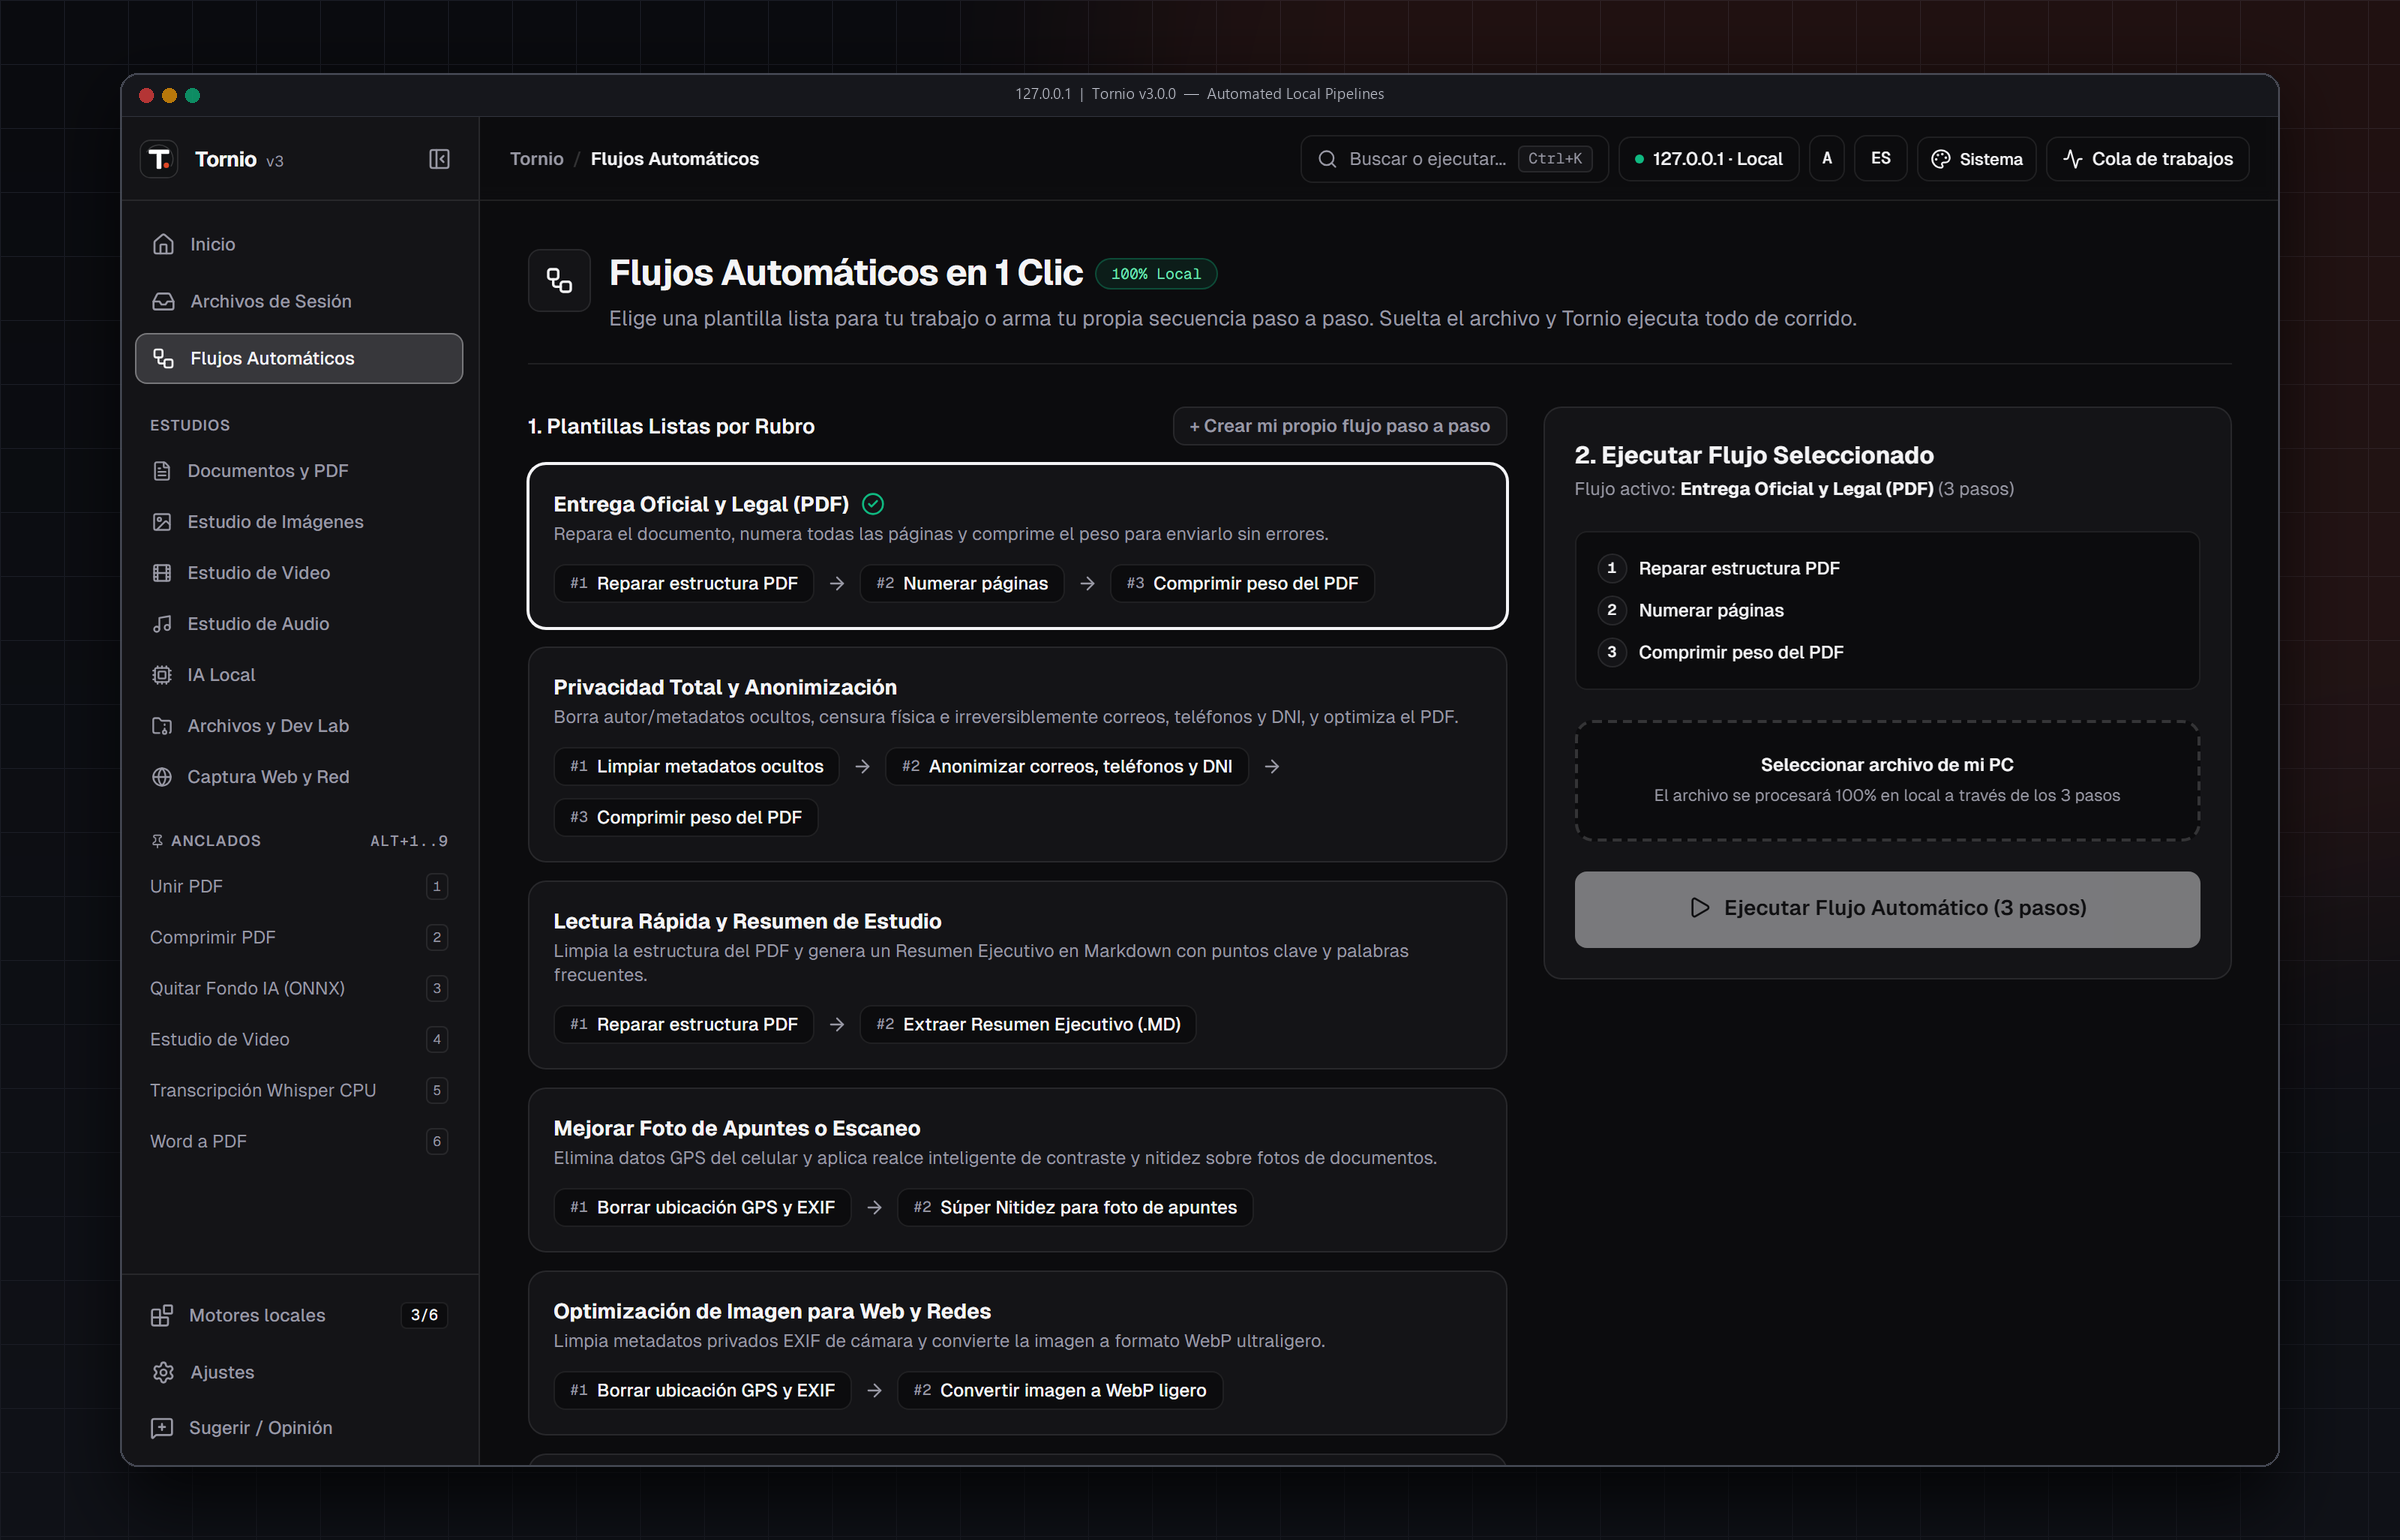 127.0.0.1 | Tornio v3.0.0 — Automated Local Pipelines
Tornio v3
Tornio / Flujos Automáticos
Buscar o ejecutar... Ctrl+K
127.0.0.1 · Local
A
ES
Sistema
Cola de trabajos
Inicio
Archivos de Sesión
Flujos Automáticos
ESTUDIOS
Documentos y PDF
Estudio de Imágenes
Estudio de Video
Estudio de Audio
IA Local
Archivos y Dev Lab
Captura Web y Red
ANCLADOS ALT+1..9
Unir PDF 1
Comprimir PDF 2
Quitar Fondo IA (ONNX) 3
Estudio de Video 4
Transcripción Whisper CPU 5
Word a PDF 6
Motores locales 3/6
Ajustes
Sugerir / Opinión
Flujos Automáticos en 1 Clic 100% Local
Elige una plantilla lista para tu trabajo o arma tu propia secuencia paso a paso. Suelta el archivo y Tornio ejecuta todo de corrido.
1. Plantillas Listas por Rubro
+ Crear mi propio flujo paso a paso
Entrega Oficial y Legal (PDF)
Repara el documento, numera todas las páginas y comprime el peso para enviarlo sin errores.
#1 Reparar estructura PDF → #2 Numerar páginas → #3 Comprimir peso del PDF
Privacidad Total y Anonimización
Borra autor/metadatos ocultos, censura física e irreversiblemente correos, teléfonos y DNI, y optimiza el PDF.
#1 Limpiar metadatos ocultos → #2 Anonimizar correos, teléfonos y DNI →
#3 Comprimir peso del PDF
Lectura Rápida y Resumen de Estudio
Limpia la estructura del PDF y genera un Resumen Ejecutivo en Markdown con puntos clave y palabras
frecuentes.
#1 Reparar estructura PDF → #2 Extraer Resumen Ejecutivo (.MD)
Mejorar Foto de Apuntes o Escaneo
Elimina datos GPS del celular y aplica realce inteligente de contraste y nitidez sobre fotos de documentos.
#1 Borrar ubicación GPS y EXIF → #2 Súper Nitidez para foto de apuntes
Optimización de Imagen para Web y Redes
Limpia metadatos privados EXIF de cámara y convierte la imagen a formato WebP ultraligero.
#1 Borrar ubicación GPS y EXIF → #2 Convertir imagen a WebP ligero
2. Ejecutar Flujo Seleccionado
Flujo activo: Entrega Oficial y Legal (PDF) (3 pasos)
1 Reparar estructura PDF
2 Numerar páginas
3 Comprimir peso del PDF
Seleccionar archivo de mi PC
El archivo se procesará 100% en local a través de los 3 pasos
Ejecutar Flujo Automático (3 pasos)